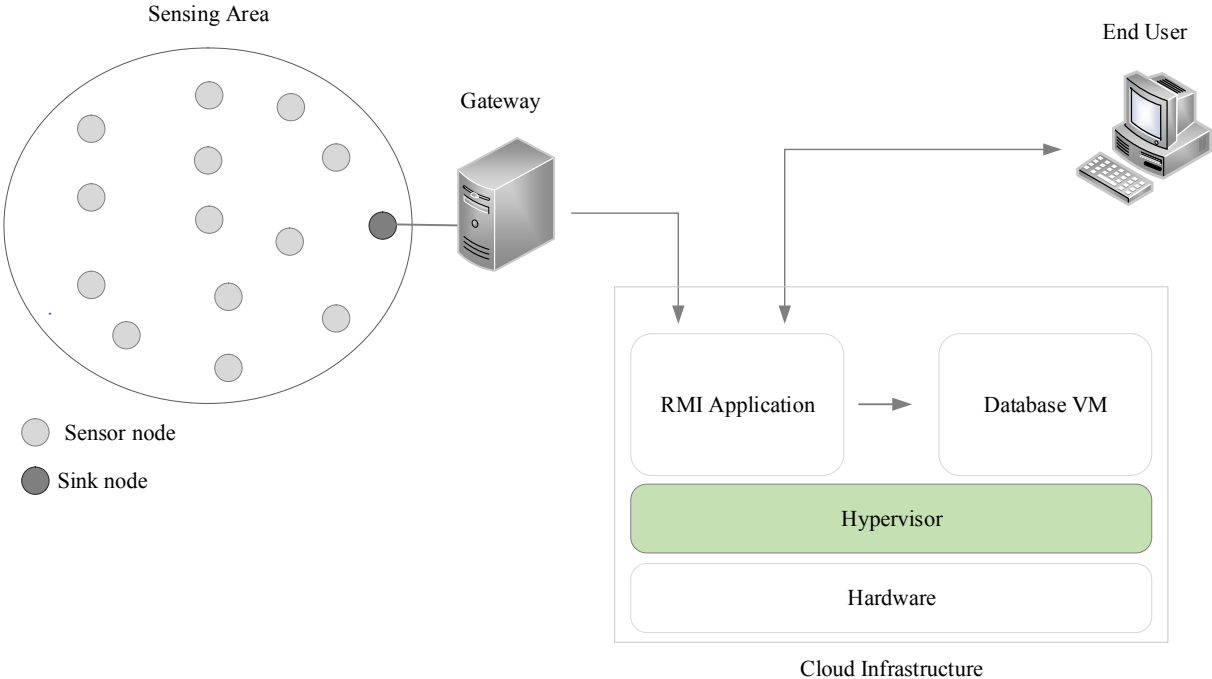 Sensing Area
End User
Gateway
RMI Application
Database VM
Sensor node
Sink node
Hypervisor
Hardware
Cloud Infrastructure